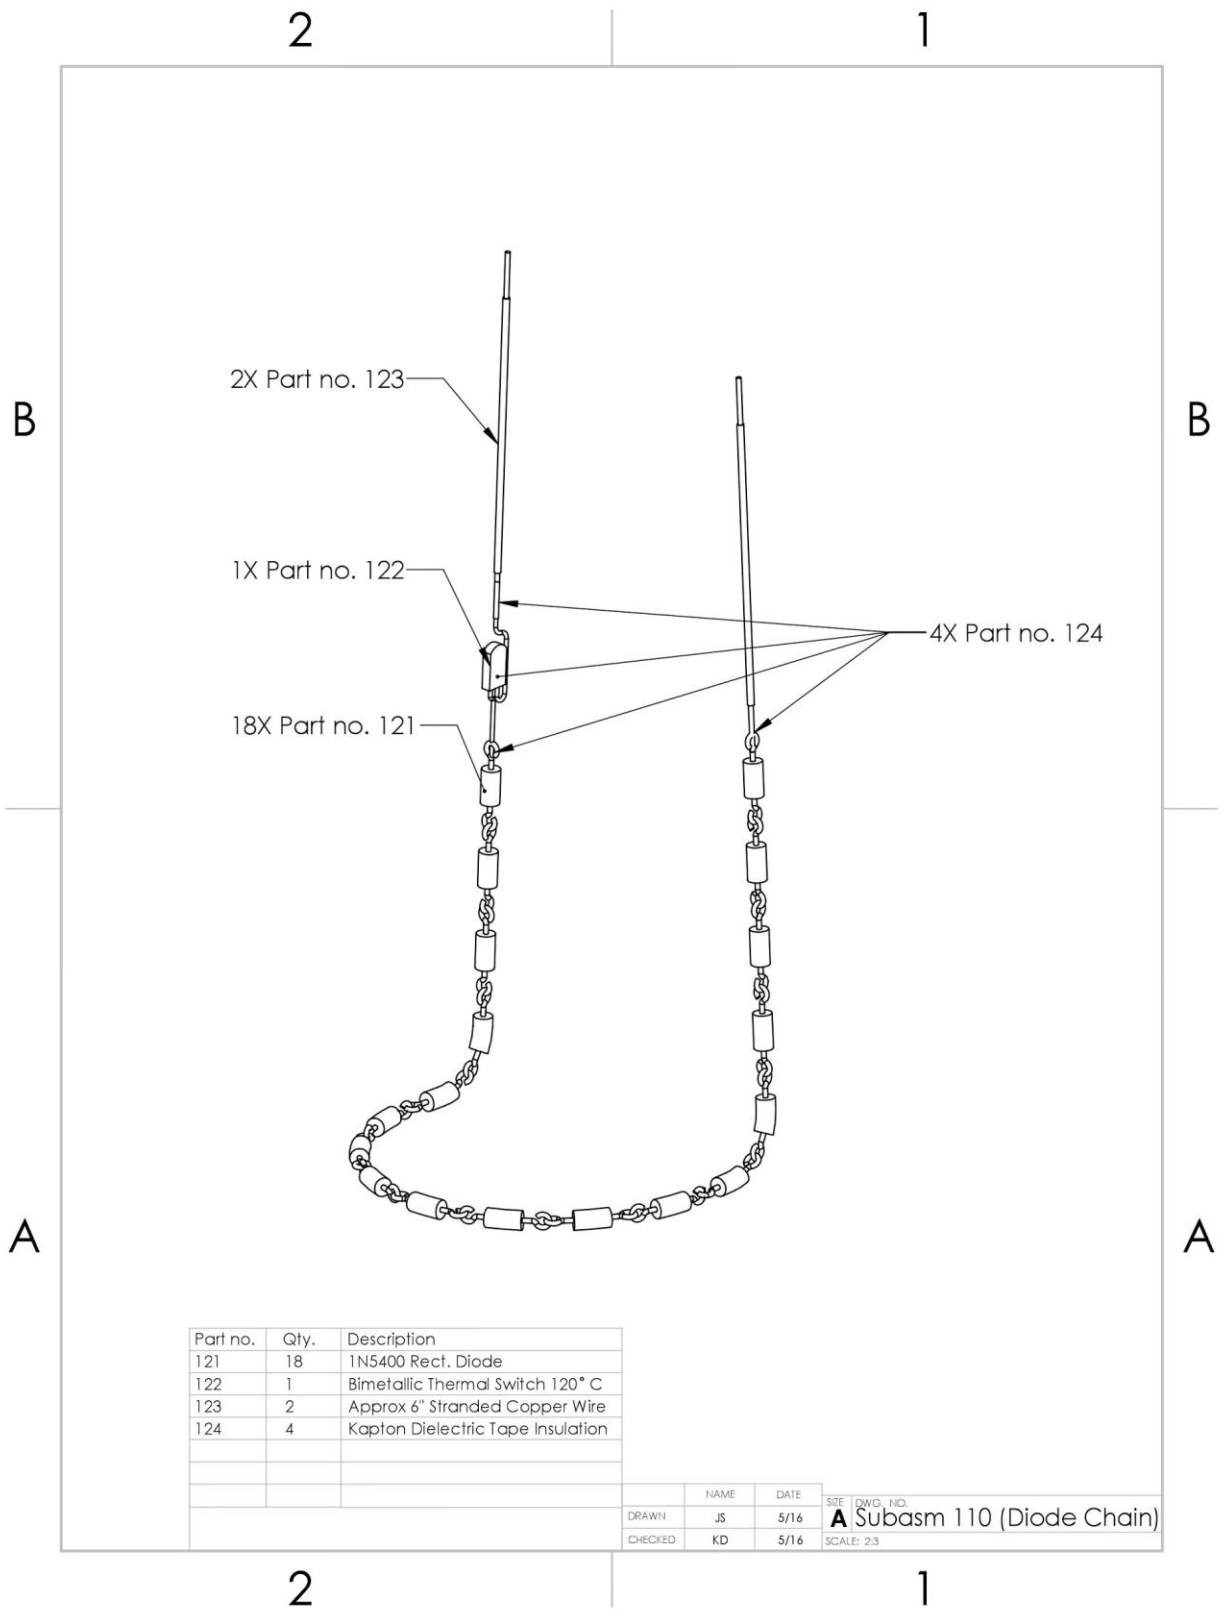 2 1
2X Part no. 123
B B
1X Part no. 122
4X Part no. 124
18X Part no. 121
A A
Part no. Qty. Description
121 18 1N5400 Rect. Diode
122 1 Bimetallic Thermal Switch 120° C
123 2 Approx 6" Stranded Copper Wire
124 4 Kapton Dielectric Tape Insulation
NAME DATE
DRAWN JS 5/16
CHECKED KD 5/16
SIZE DWG. NO.
A Subasm 110 (Diode Chain)
SCALE: 2:3
2 1